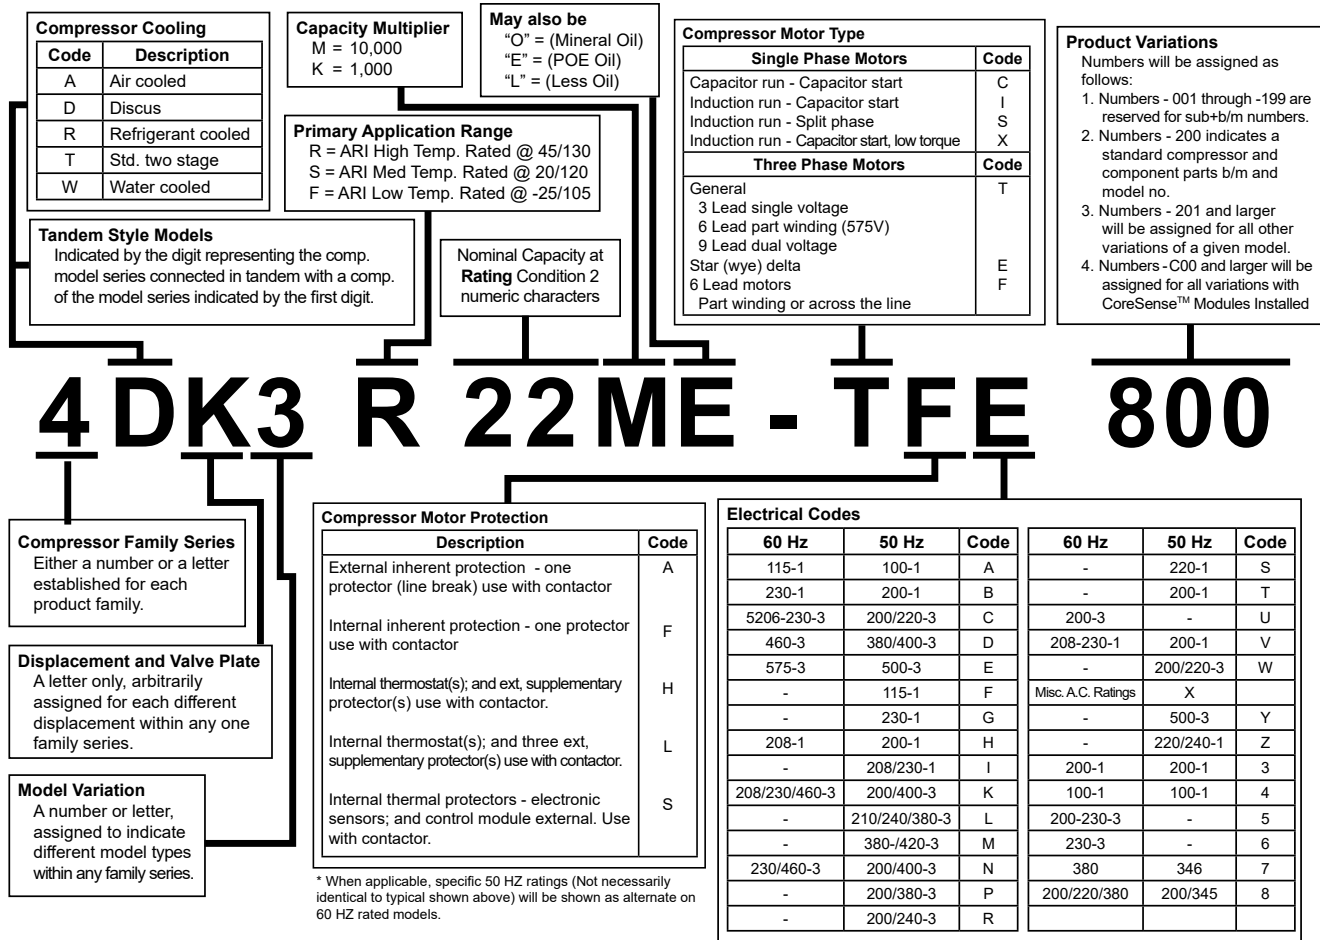 Compressor Cooling
Code Description
A Air cooled
D Discus
R Refrigerant cooled
T Std. two stage
W Water cooled
Capacity Multiplier
M = 10,000
K = 1,000
May also be
“O” = (Mineral Oil)
“E” = (POE Oil)
“L” = (Less Oil)
Primary Application Range
R = ARI High Temp. Rated @ 45/130
S = ARI Med Temp. Rated @ 20/120
F = ARI Low Temp. Rated @ -25/105
Compressor Motor Type
Single Phase Motors Code
Capacitor run - Capacitor start C
Induction run - Capacitor start I
Induction run - Split phase S
Induction run - Capacitor start, low torque X
Three Phase Motors Code
General T
3 Lead single voltage
6 Lead part winding (575V)
9 Lead dual voltage
Star (wye) delta E
6 Lead motors F
Part winding or across the line
Product Variations
Numbers will be assigned as
follows:
1. Numbers - 001 through -199 are
reserved for sub+b/m numbers.
2. Numbers - 200 indicates a
standard compressor and
component parts b/m and
model no.
3. Numbers - 201 and larger
will be assigned for all other
variations of a given model.
4. Numbers - C00 and larger will be
assigned for all variations with
CoreSense™ Modules Installed
Tandem Style Models
Indicated by the digit representing the comp.
model series connected in tandem with a comp.
of the model series indicated by the first digit.
Nominal Capacity at
Rating Condition 2
numeric characters
4DK3 R 22ME - TFE 800
Compressor Family Series
Either a number or a letter
established for each
product family.
Displacement and Valve Plate
A letter only, arbitrarily
assigned for each different
displacement within any one
family series.
Model Variation
A number or letter,
assigned to indicate
different model types
within any family series.
Compressor Motor Protection
Description Code
External inherent protection - one A
protector (line break) use with contactor
Internal inherent protection - one protector F
use with contactor
Internal thermostat(s); and ext, supplementary H
protector(s) use with contactor.
Internal thermostat(s); and three ext, L
supplementary protector(s) use with contactor.
Internal thermal protectors - electronic S
sensors; and control module external. Use
with contactor.
* When applicable, specific 50 HZ ratings (Not necessarily
identical to typical shown above) will be shown as alternate on
60 HZ rated models.
Electrical Codes
60 Hz 50 Hz Code 60 Hz 50 Hz Code
115-1 100-1 A - 220-1 S
230-1 200-1 B - 200-1 T
5206-230-3 200/220-3 C 200-3 - U
460-3 380/400-3 D 208-230-1 200-1 V
575-3 500-3 E - 200/220-3 W
- 115-1 F Misc. A.C. Ratings X
- 230-1 G - 500-3 Y
208-1 200-1 H - 220/240-1 Z
- 208/230-1 I 200-1 200-1 3
208/230/460-3 200/400-3 K 100-1 100-1 4
- 210/240/380-3 L 200-230-3 - 5
- 380-/420-3 M 230-3 - 6
230/460-3 200/400-3 N 380 346 7
- 200/380-3 P 200/220/380 200/345 8
- 200/240-3 R